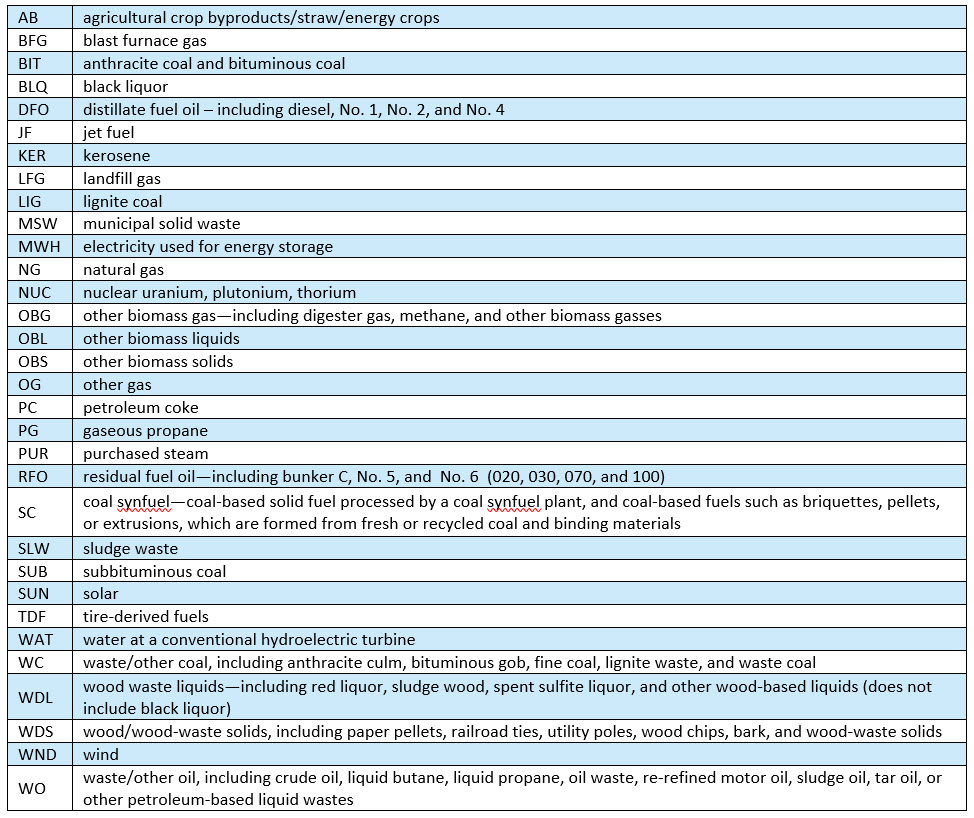 AB agricultural crop byproducts/straw/energy crops
BFG blast furnace gas
BIT anthracite coal and bituminous coal
BLQ black liquor
DFO distillate fuel oil – including diesel, No. 1, No. 2, and No. 4
JF jet fuel
KER kerosene
LFG landfill gas
LIG lignite coal
MSW municipal solid waste
MWH electricity used for energy storage
NG natural gas
NUC nuclear uranium, plutonium, thorium
OBG other biomass gas—including digester gas, methane, and other biomass gasses
OBL other biomass liquids
OBS other biomass solids
OG other gas
PC petroleum coke
PG gaseous propane
PUR purchased steam
RFO residual fuel oil—including bunker C, No. 5, and  No. 6  (020, 030, 070, and 100)
SC coal synfuel—coal-based solid fuel processed by a coal synfuel plant, and coal-based fuels such as briquettes, pellets,
or extrusions, which are formed from fresh or recycled coal and binding materials
SLW sludge waste
SUB subbituminous coal
SUN solar
TDF tire-derived fuels
WAT water at a conventional hydroelectric turbine
WC waste/other coal, including anthracite culm, bituminous gob, fine coal, lignite waste, and waste coal
WDL wood waste liquids—including red liquor, sludge wood, spent sulfite liquor, and other wood-based liquids (does not
include black liquor)
WDS wood/wood-waste solids, including paper pellets, railroad ties, utility poles, wood chips, bark, and wood-waste solids
WND wind
WO waste/other oil, including crude oil, liquid butane, liquid propane, oil waste, re-refined motor oil, sludge oil, tar oil, or
other petroleum-based liquid wastes